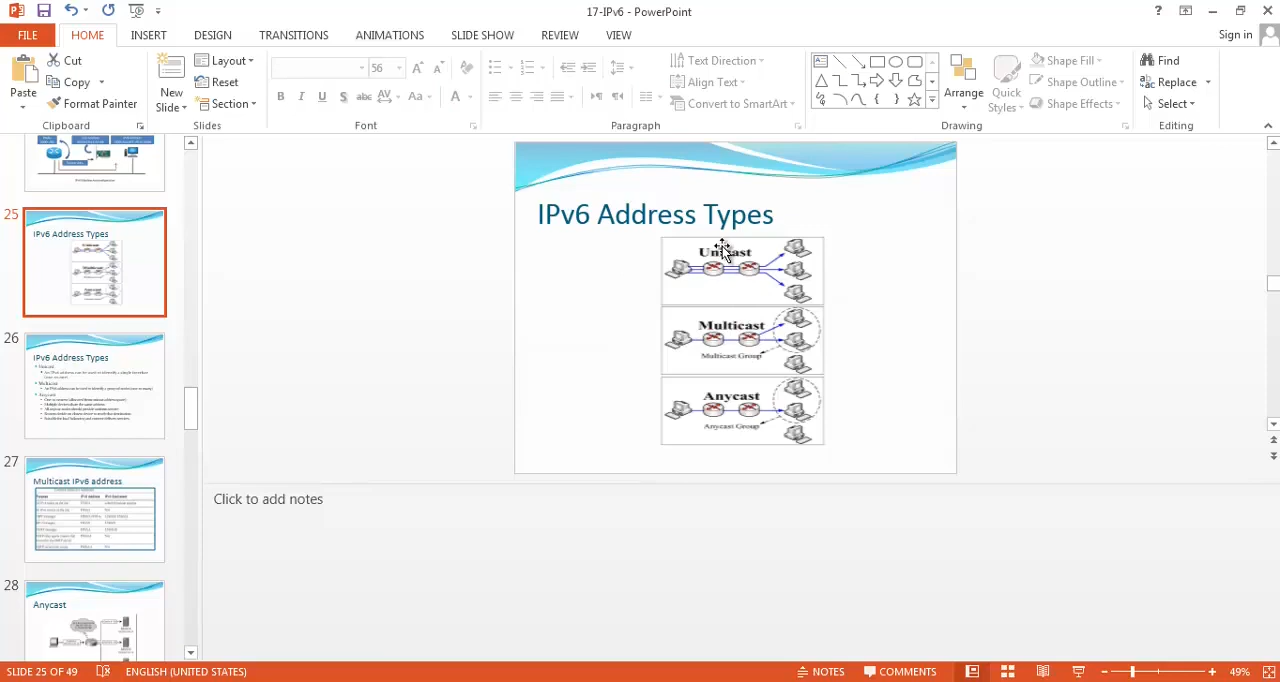 17-IPv6 - PowerPoint
Sign in
FILE HOME INSERT DESIGN TRANSITIONS ANIMATIONS SLIDE SHOW REVIEW VIEW
Paste
Cut
Copy
Format Painter
Clipboard
New
Slide
Layout
Reset
Section
Slides
56
B I U S abc AV Aa A
Font
Text Direction
Align Text
Convert to SmartArt
Paragraph
Arrange
Quick
Styles
Shape Fill
Shape Outline
Shape Effects
Drawing
Find
Replace
Select
Editing
25
IPv6 Address Types
26
IPv6 Address Types
27
Multicast IPv6 address
28
Anycast
IPv6 Address Types
Unicast
Multicast
Multicast Group
Anycast
Anycast Group
Click to add notes
SLIDE 25 OF 49 ENGLISH (UNITED STATES) NOTES COMMENTS 49%